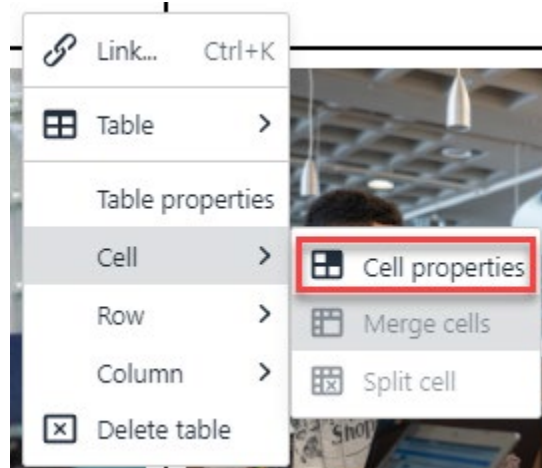 Link... Ctrl+K
Table
Table properties
Cell
Row
Column
Delete table
Cell properties
Merge cells
Split cell